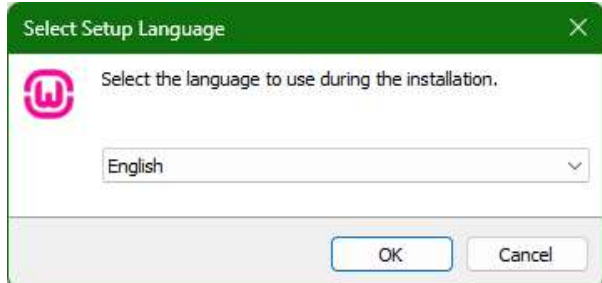 Select Setup Language
Select the language to use during the installation.
English
OK
Cancel